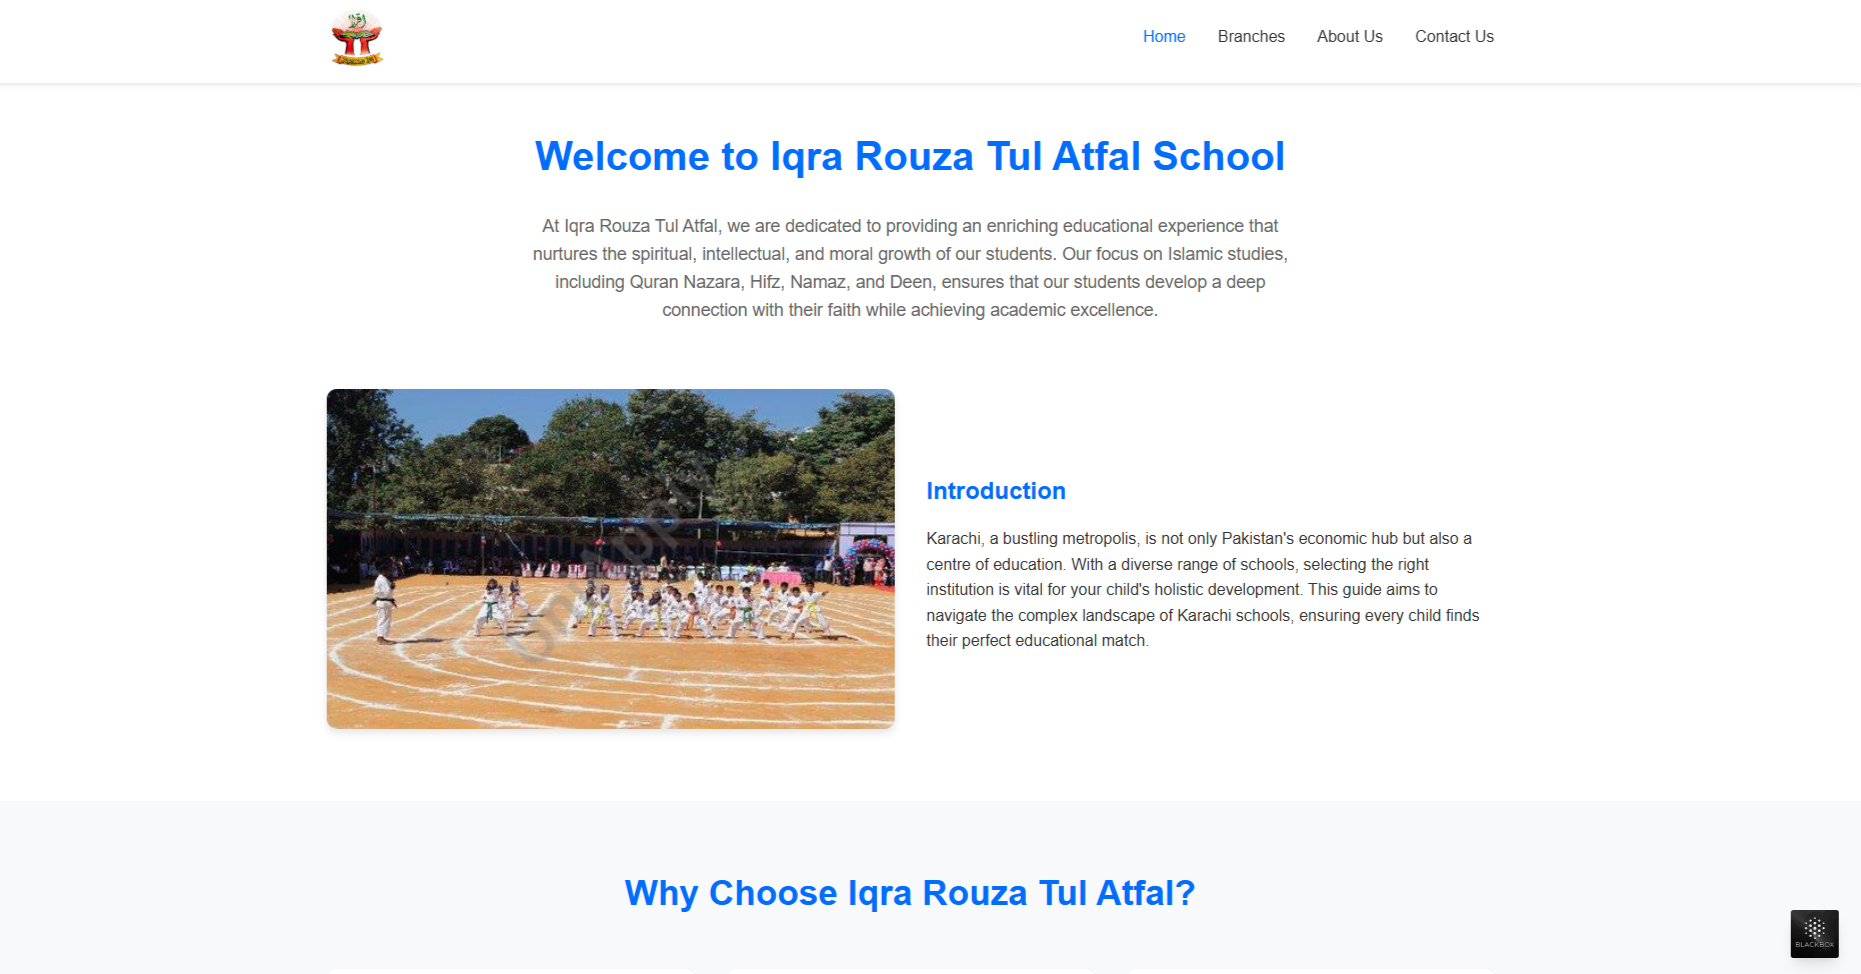 اقرأ
Home
Branches
About Us
Contact Us
Welcome to Iqra Rouza Tul Atfal School
At Iqra Rouza Tul Atfal, we are dedicated to providing an enriching educational experience that
nurtures the spiritual, intellectual, and moral growth of our students. Our focus on Islamic studies,
including Quran Nazara, Hifz, Namaz, and Deen, ensures that our students develop a deep
connection with their faith while achieving academic excellence.
Introduction
Karachi, a bustling metropolis, is not only Pakistan's economic hub but also a
centre of education. With a diverse range of schools, selecting the right
institution is vital for your child's holistic development. This guide aims to
navigate the complex landscape of Karachi schools, ensuring every child finds
their perfect educational match.
Why Choose Iqra Rouza Tul Atfal?
BLACKBOX